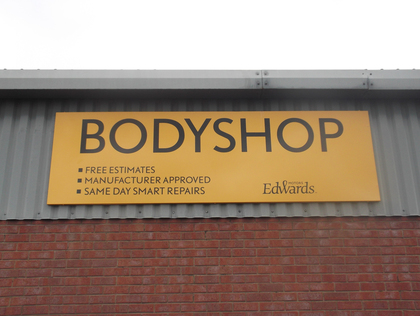 BODYSHOP
FREE ESTIMATES
MANUFACTURER APPROVED
SAME DAY SMART REPAIRS
Edwards